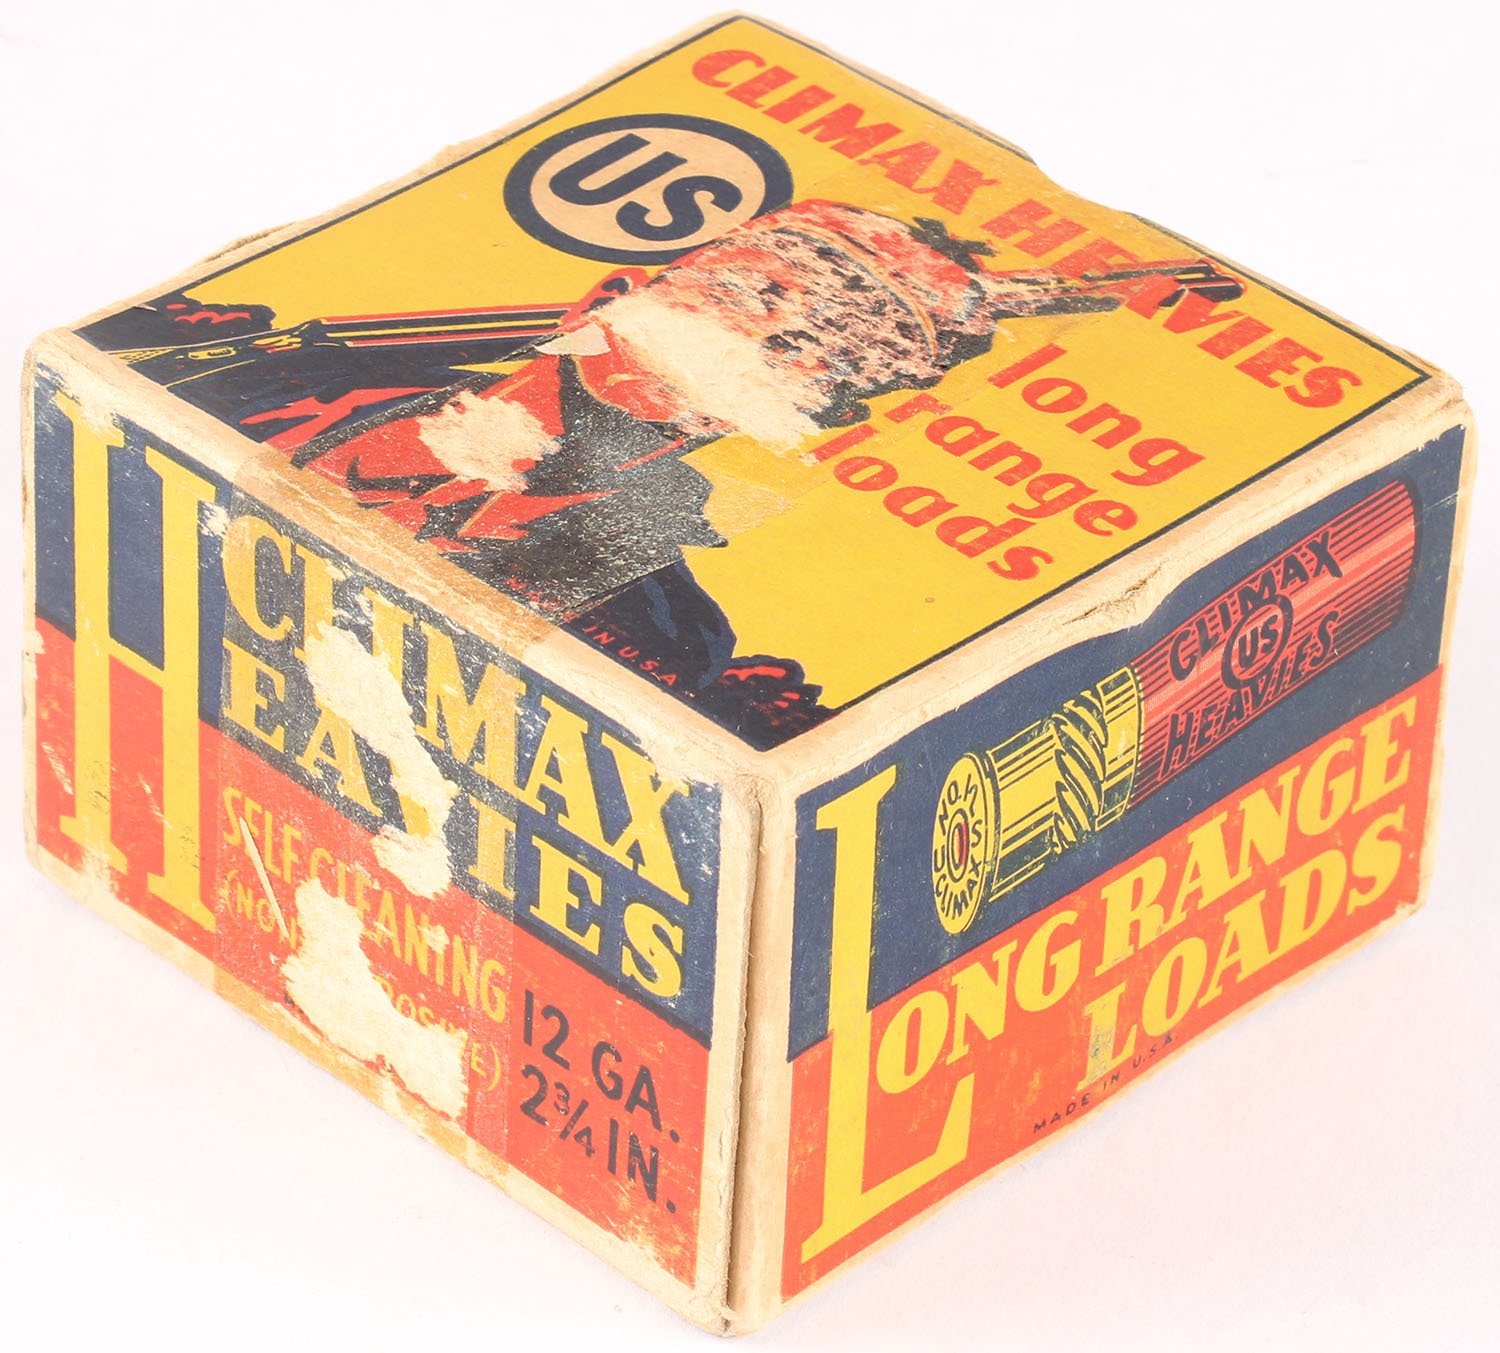 CLIMAX HEAVIES
US
long
range
loads
IN U.S.A.
H
CLIMAX
HEAVIES
SELF CLEANING
12 GA.
2¾ IN.
CLIMAX
US
HEAVIES
NO. 12
U.S.
CLIMAX
LONG RANGE
LOADS
MADE IN U.S.A.